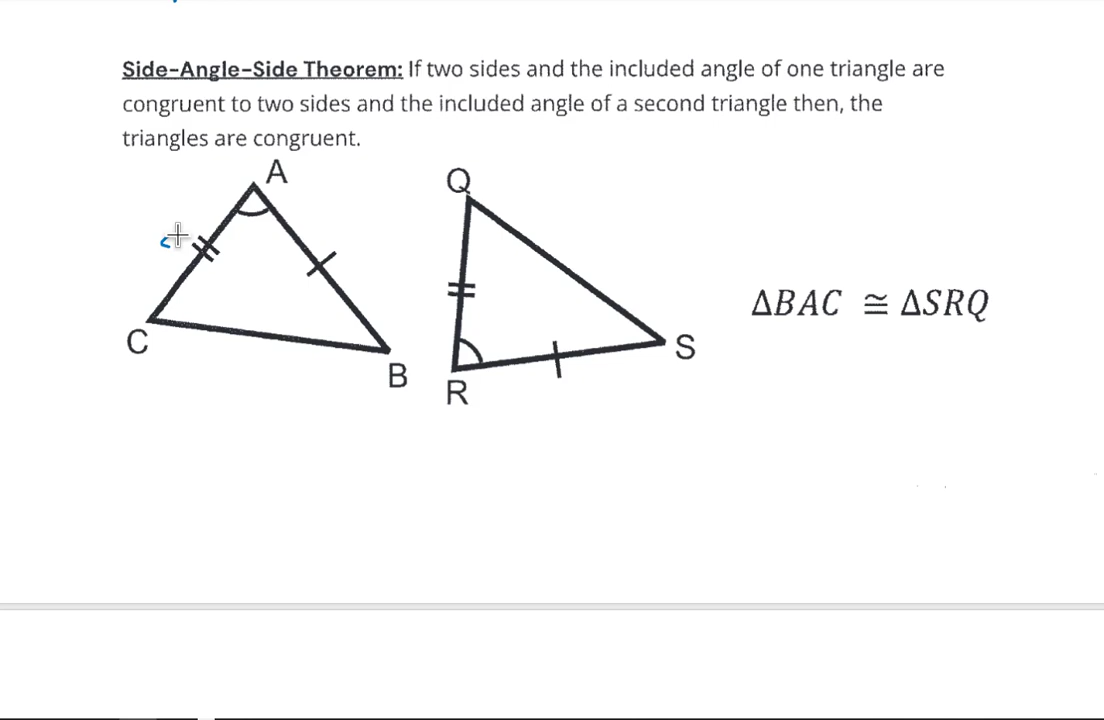 Side-Angle-Side Theorem: If two sides and the included angle of one triangle are
congruent to two sides and the included angle of a second triangle then, the
triangles are congruent.
A
Q
C
B
R
S
ΔBAC ≅ ΔSRQ